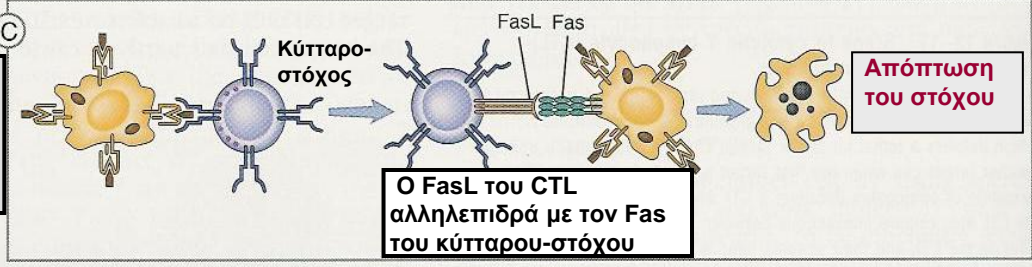 C
FasL Fas
Κύτταρο-
στόχος
Απόπτωση
του στόχου
Ο FasL του CTL
αλληλεπιδρά με τον Fas
του κύτταρου-στόχου